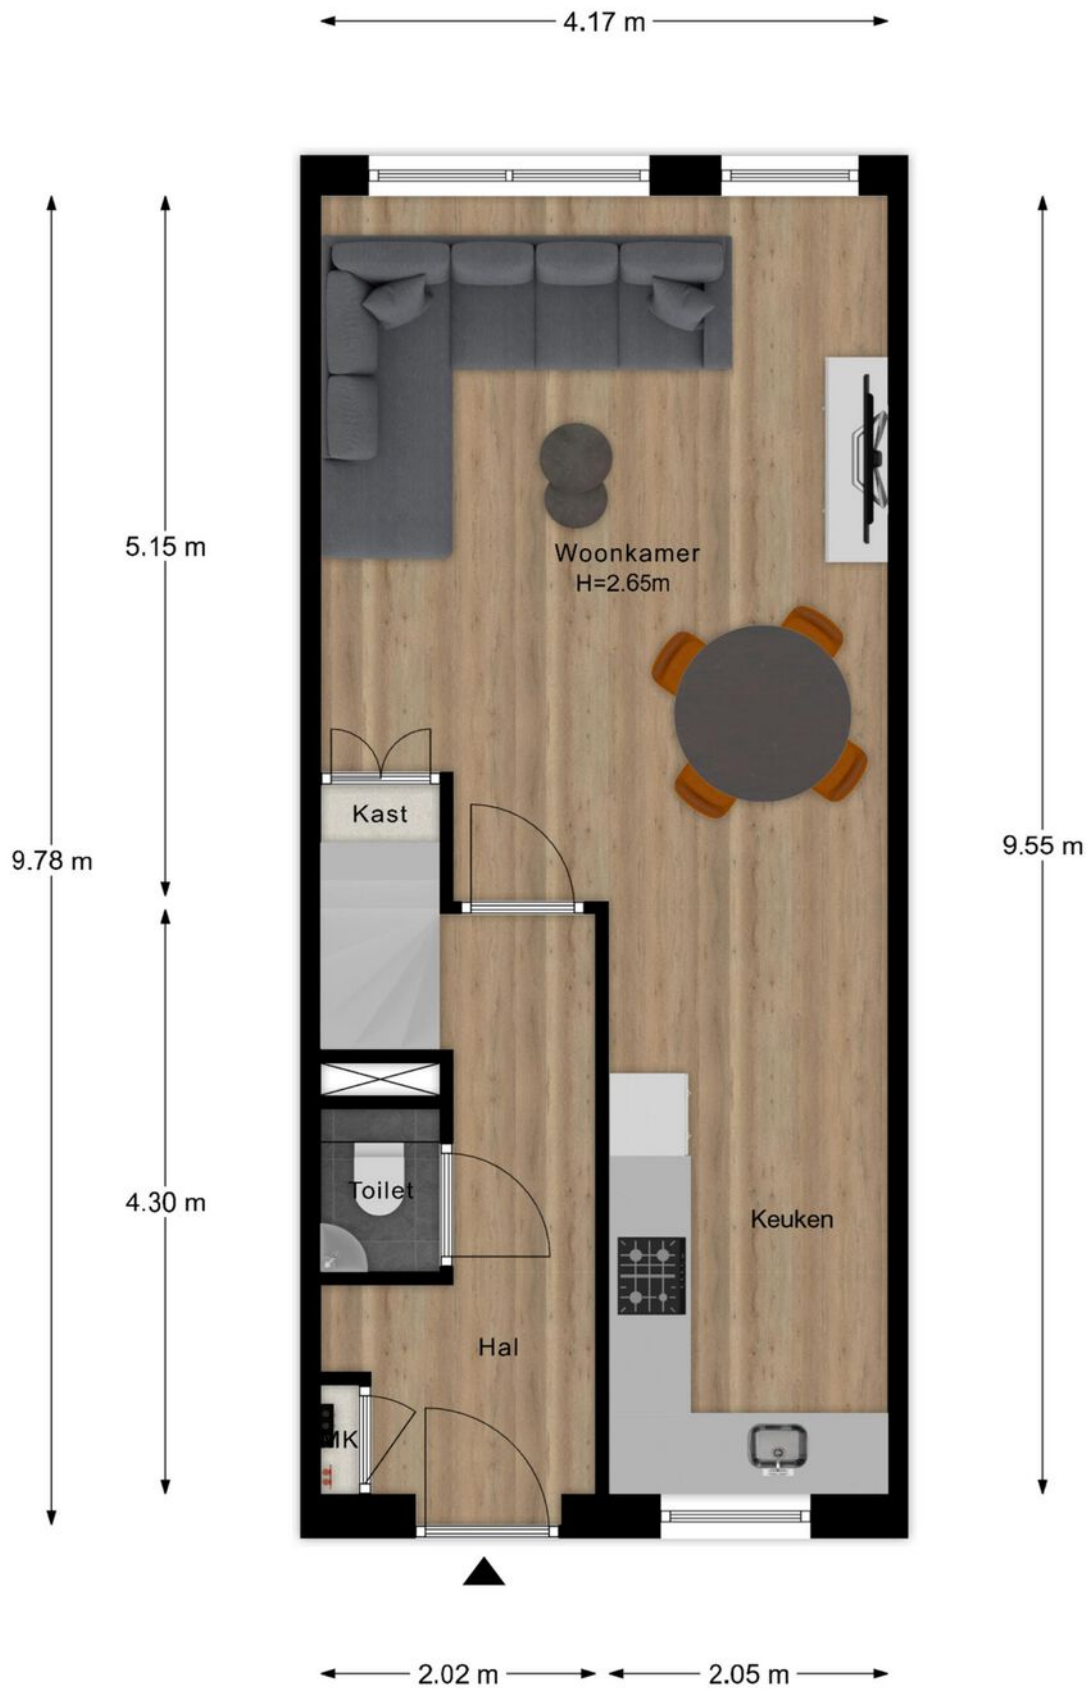 4.17 m
5.15 m
Woonkamer
H=2.65m
Kast
9.78 m
9.55 m
Toilet
4.30 m
Keuken
Hal
MK
2.02 m
2.05 m